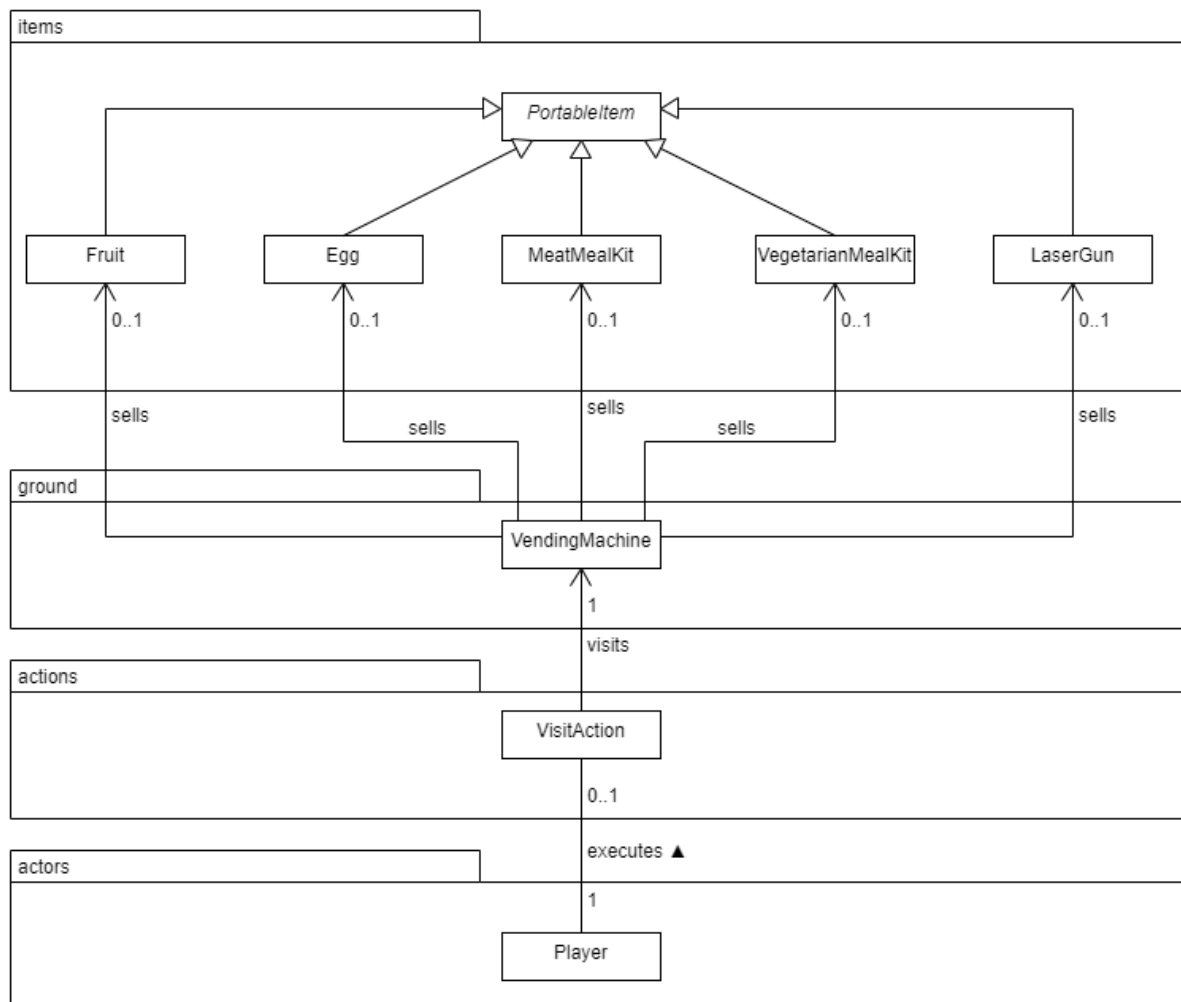 items
PortableItem
Fruit
Egg
MeatMealKit
VegetarianMealKit
LaserGun
0..1
0..1
0..1
0..1
0..1
sells
sells
sells
sells
sells
ground
VendingMachine
1
visits
actions
VisitAction
0..1
executes ▲
actors
1
Player